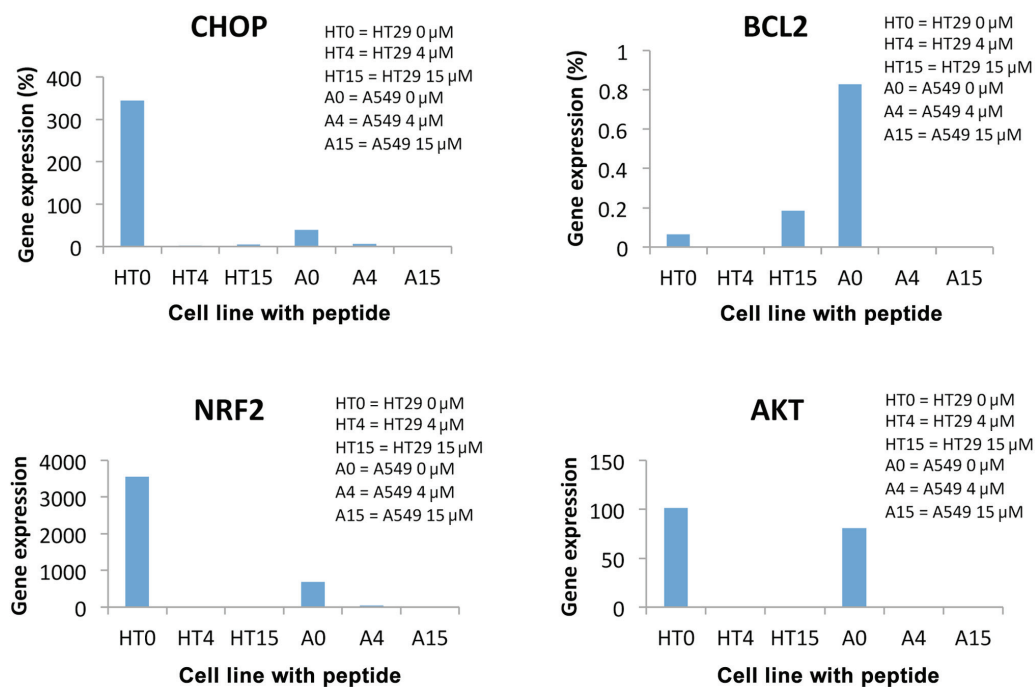 CHOP
HT0 = HT29 0 µM
HT4 = HT29 4 µM
HT15 = HT29 15 µM
A0 = A549 0 µM
A4 = A549 4 µM
A15 = A549 15 µM
Gene expression (%)
400
300
200
100
0
HT0 HT4 HT15 A0 A4 A15
Cell line with peptide
BCL2
HT0 = HT29 0 µM
HT4 = HT29 4 µM
HT15 = HT29 15 µM
A0 = A549 0 µM
A4 = A549 4 µM
A15 = A549 15 µM
Gene expression (%)
1
0.8
0.6
0.4
0.2
0
HT0 HT4 HT15 A0 A4 A15
Cell line with peptide
NRF2
HT0 = HT29 0 µM
HT4 = HT29 4 µM
HT15 = HT29 15 µM
A0 = A549 0 µM
A4 = A549 4 µM
A15 = A549 15 µM
Gene expression
4000
3000
2000
1000
0
HT0 HT4 HT15 A0 A4 A15
Cell line with peptide
AKT
HT0 = HT29 0 µM
HT4 = HT29 4 µM
HT15 = HT29 15 µM
A0 = A549 0 µM
A4 = A549 4 µM
A15 = A549 15 µM
Gene expression
150
100
50
0
HT0 HT4 HT15 A0 A4 A15
Cell line with peptide